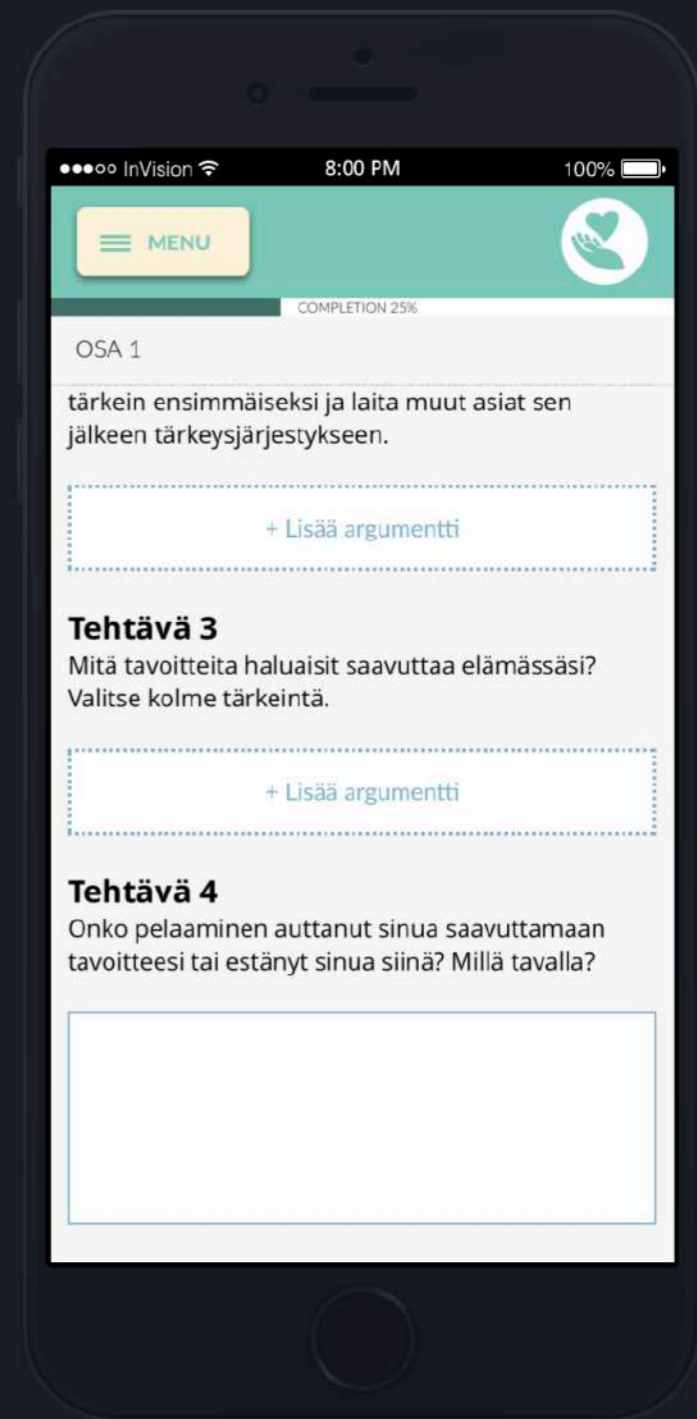 InVision 8:00 PM 100%
MENU
COMPLETION 25%
OSA 1
tärkein ensimmäiseksi ja laita muut asiat sen
jälkeen tärkeysjärjestykseen.
+ Lisää argumentti
Tehtävä 3
Mitä tavoitteita haluaisit saavuttaa elämässäsi?
Valitse kolme tärkeintä.
+ Lisää argumentti
Tehtävä 4
Onko pelaaminen auttanut sinua saavuttamaan
tavoitteesi tai estänyt sinua siinä? Millä tavalla?